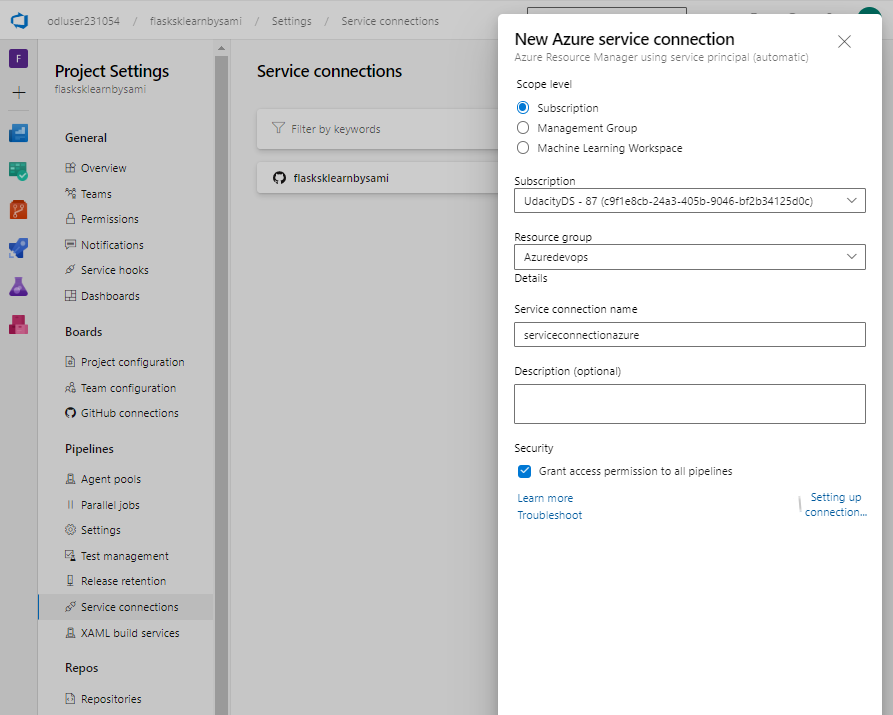 odluser231054 / flasksklearnbysami / Settings / Service connections
F
Project Settings
flasksklearnbysami
General
Overview
Teams
Permissions
Notifications
Service hooks
Dashboards
Boards
Project configuration
Team configuration
GitHub connections
Pipelines
Agent pools
Parallel jobs
Settings
Test management
Release retention
Service connections
XAML build services
Repos
Repositories
Service connections
Filter by keywords
flasksklearnbysami
New Azure service connection
Azure Resource Manager using service principal (automatic)
Scope level
Subscription
Management Group
Machine Learning Workspace
Subscription
UdacityDS - 87 (c9f1e8cb-24a3-405b-9046-bf2b34125d0c)
Resource group
Azuredevops
Details
Service connection name
serviceconnectionazure
Description (optional)
Security
Grant access permission to all pipelines
Learn more
Troubleshoot
Setting up
connection...